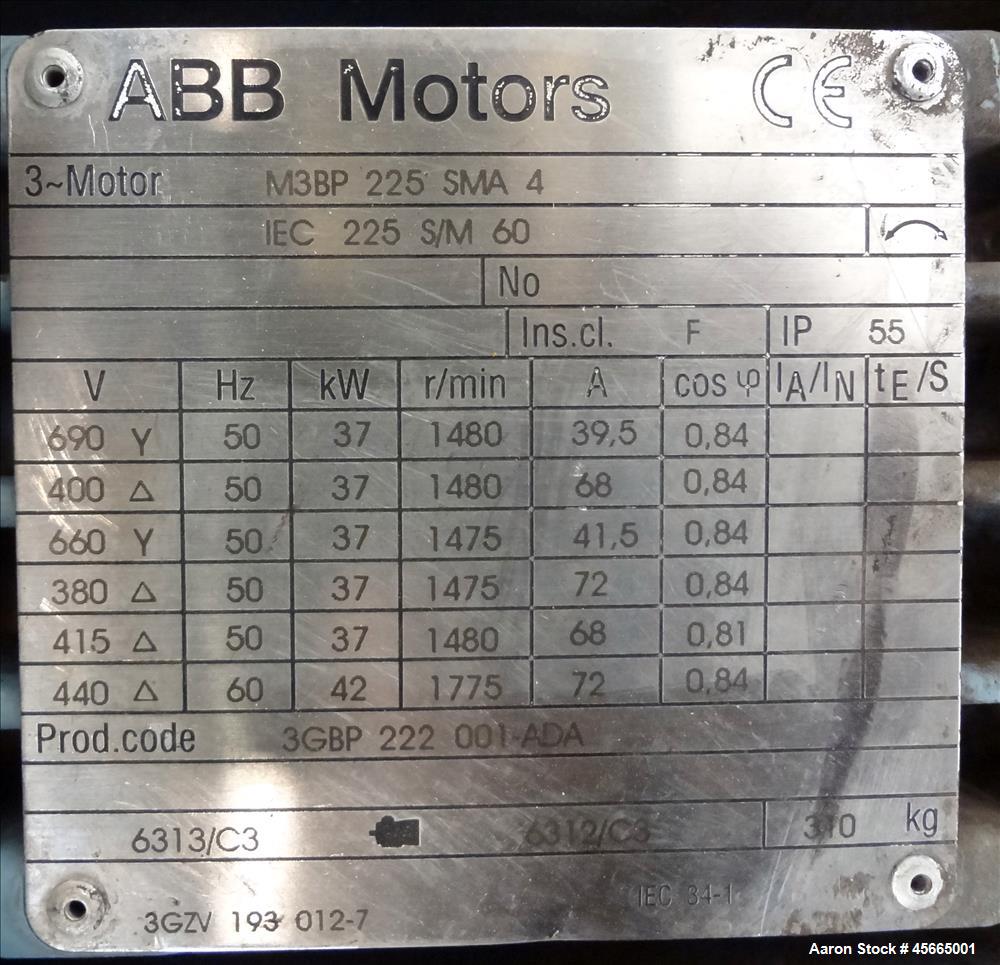 ABB Motors CE
3~Motor M3BP 225 SMA 4
IEC 225 S/M 60
No
Ins.cl. F IP 55
V Hz kW r/min A cos φ IA/IN tE/S
690 Y 50 37 1480 39,5 0,84
400 Δ 50 37 1480 68 0,84
660 Y 50 37 1475 41,5 0,84
380 Δ 50 37 1475 72 0,84
415 Δ 50 37 1480 68 0,81
440 Δ 60 42 1775 72 0,84
Prod.code 3GBP 222 001-ADA
6313/C3 6312/C3 310 kg
IEC 34-1
3GZV 193 012-7
Aaron Stock # 45665001